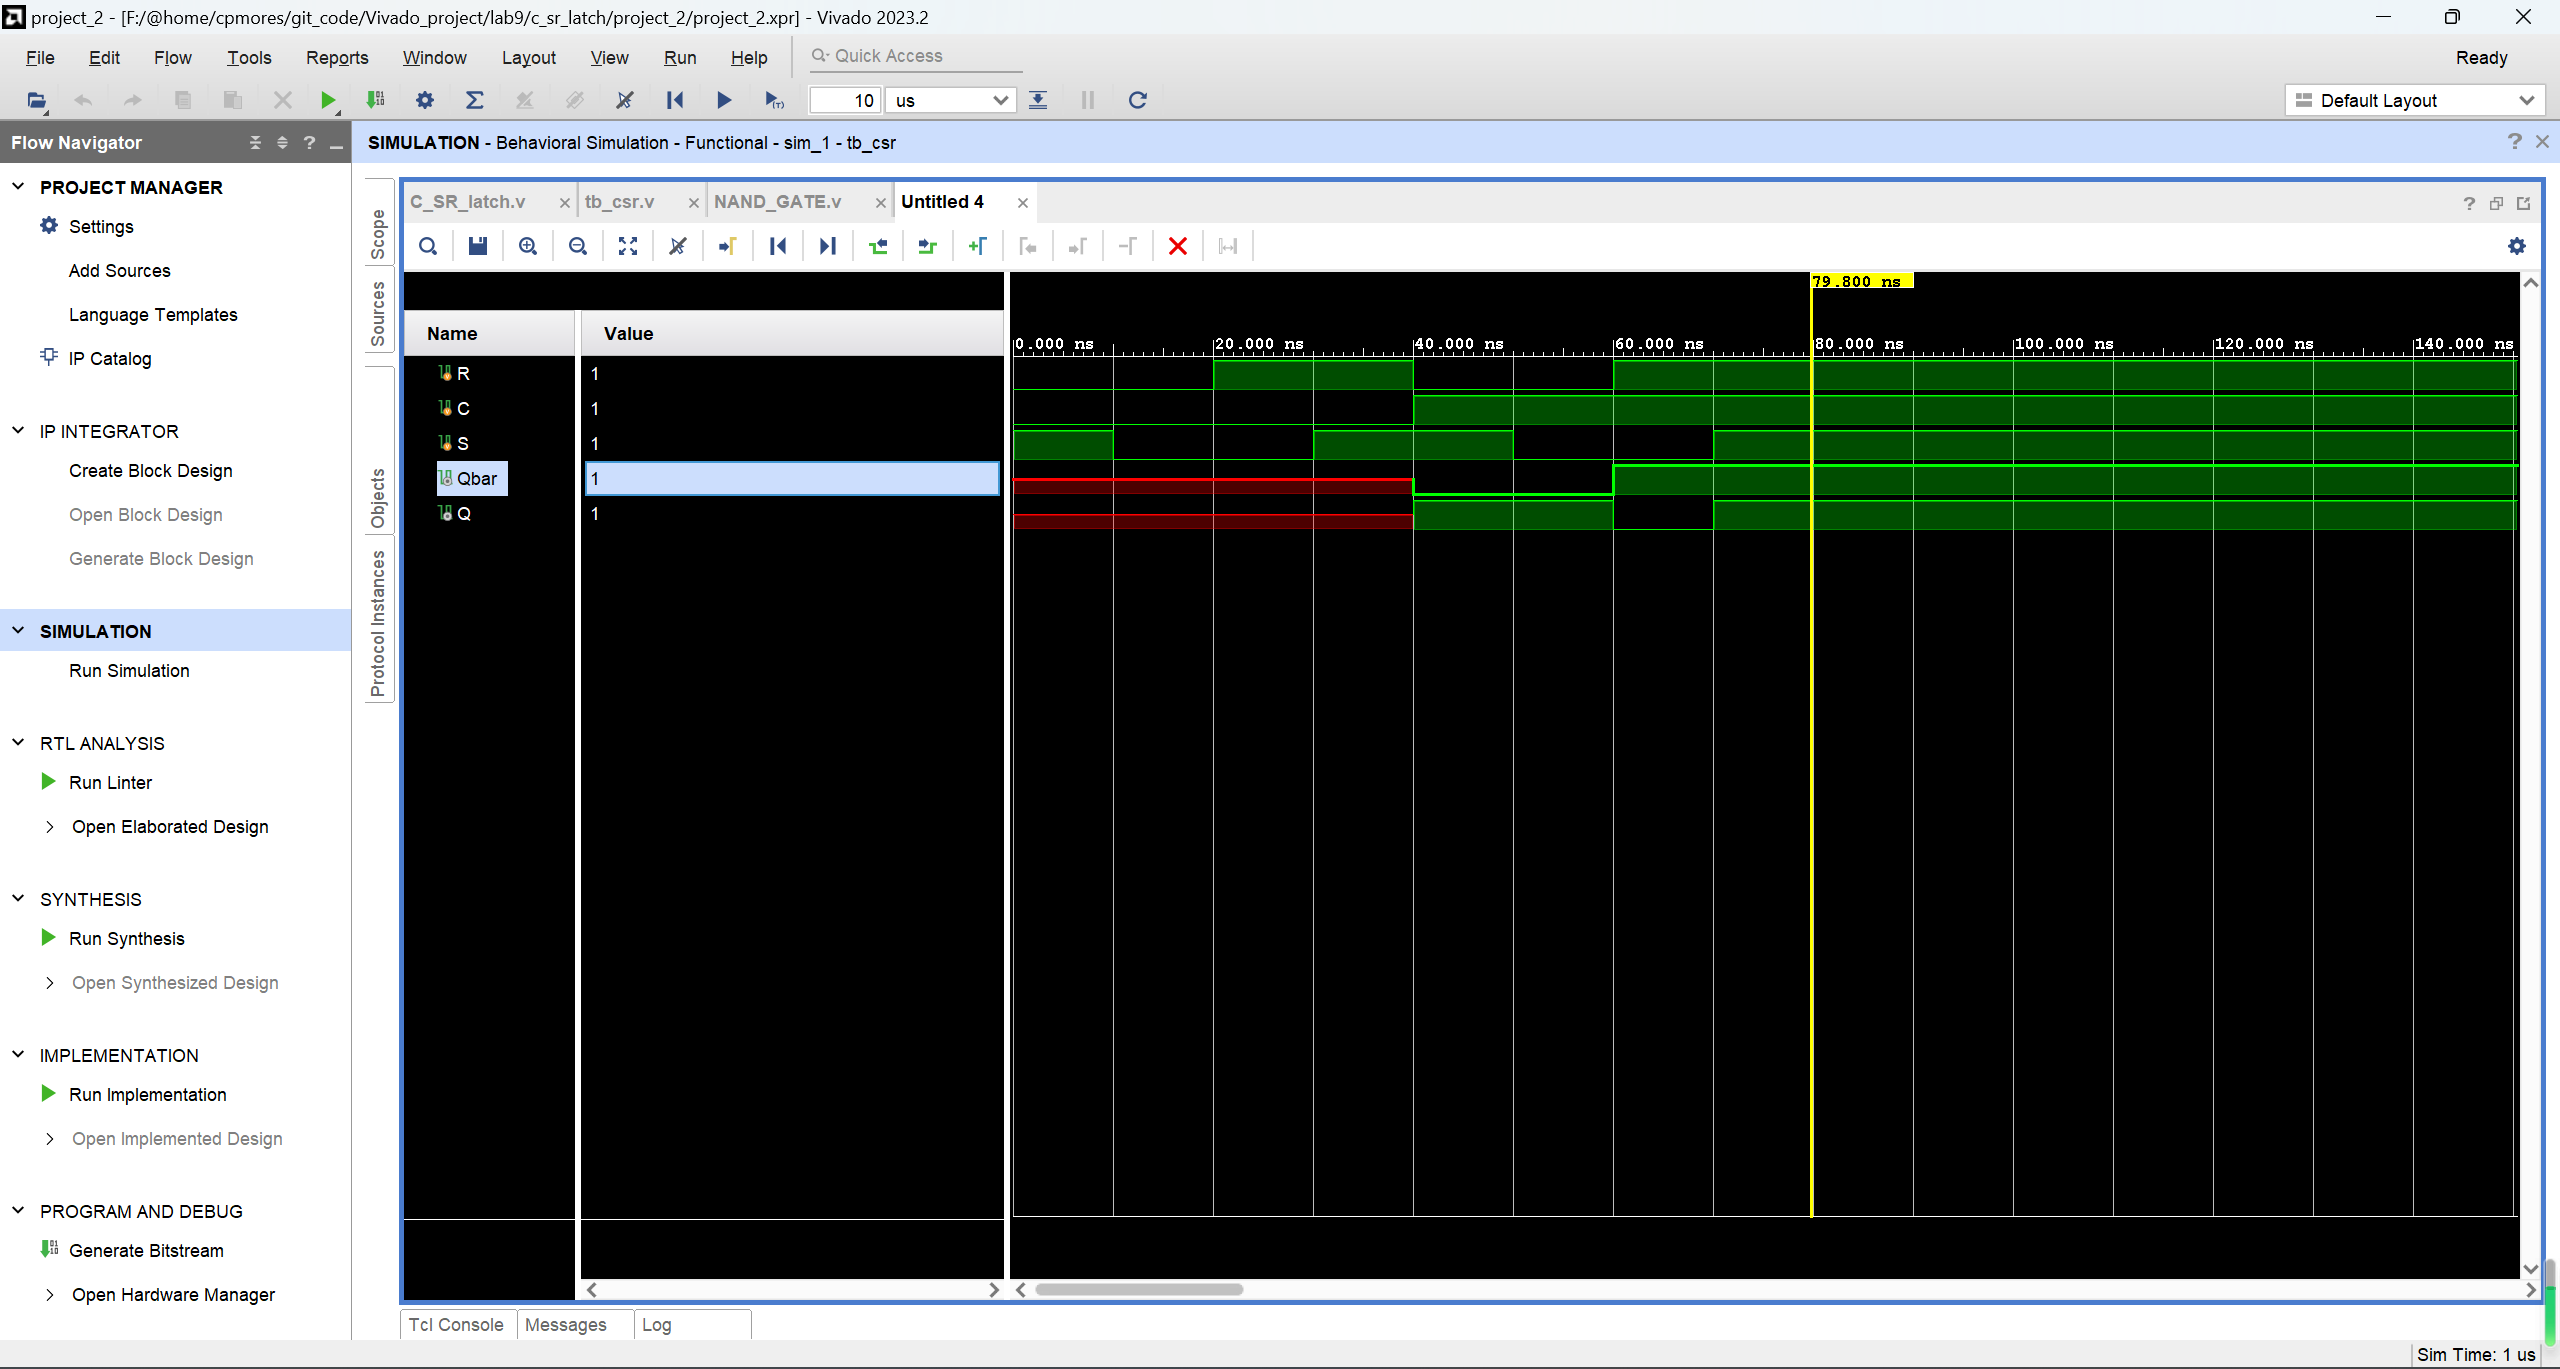 project_2 - [F:/@home/cpmores/git_code/Vivado_project/lab9/c_sr_latch/project_2/project_2.xpr] - Vivado 2023.2
File Edit Flow Tools Reports Window Layout View Run Help Quick Access Ready
10 us Default Layout
Flow Navigator ? SIMULATION - Behavioral Simulation - Functional - sim_1 - tb_csr ?
PROJECT MANAGER
Settings
Add Sources
Language Templates
IP Catalog
IP INTEGRATOR
Create Block Design
Open Block Design
Generate Block Design
SIMULATION
Run Simulation
RTL ANALYSIS
Run Linter
Open Elaborated Design
SYNTHESIS
Run Synthesis
Open Synthesized Design
IMPLEMENTATION
Run Implementation
Open Implemented Design
PROGRAM AND DEBUG
Generate Bitstream
Open Hardware Manager
Scope
Sources
Objects
Protocol Instances
C_SR_latch.v tb_csr.v NAND_GATE.v Untitled 4 ?
79.800 ns
Name Value
0.000 ns 20.000 ns 40.000 ns 60.000 ns 80.000 ns 100.000 ns 120.000 ns 140.000 ns
R 1
C 1
S 1
Qbar 1
Q 1
Tcl Console Messages Log
Sim Time: 1 us